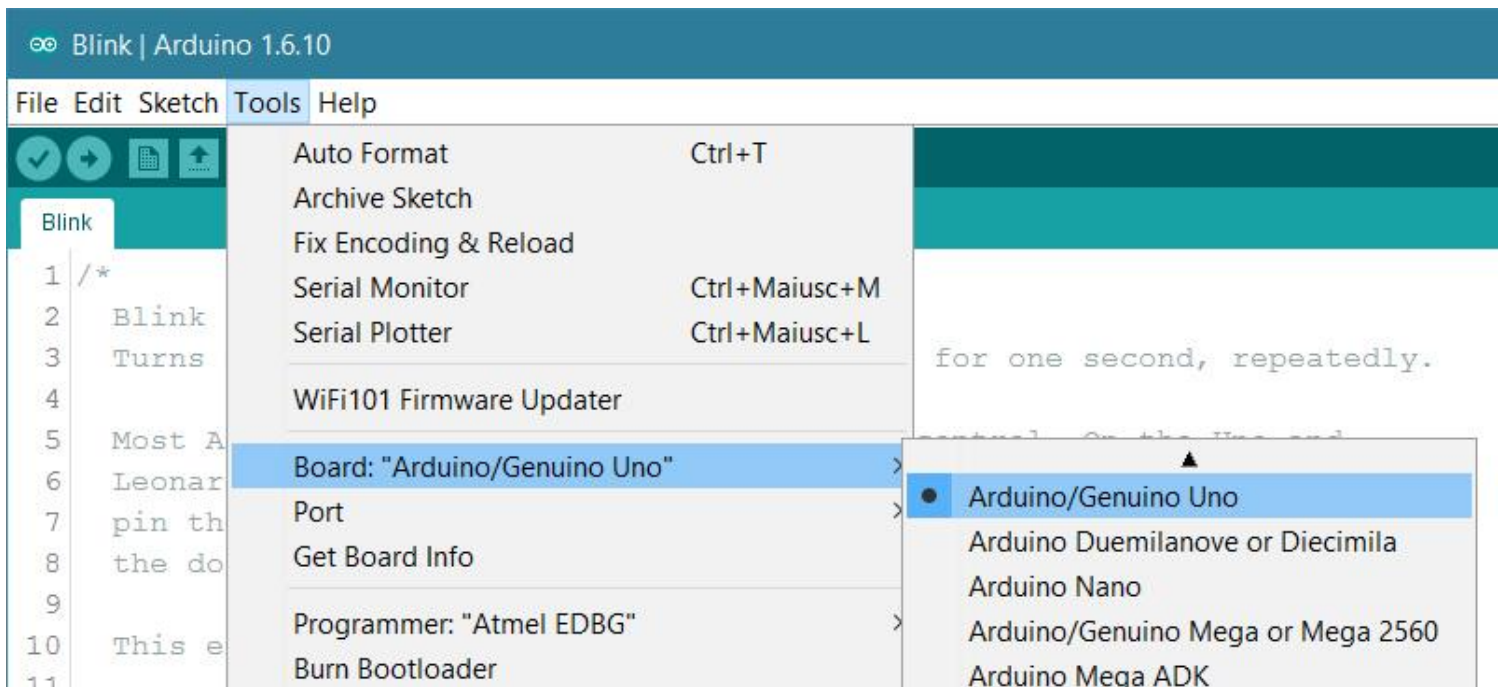 Blink | Arduino 1.6.10
File Edit Sketch Tools Help
Auto Format Ctrl+T
Archive Sketch
Blink
Fix Encoding & Reload
1 /*
Serial Monitor Ctrl+Maiusc+M
2 Blink
Serial Plotter Ctrl+Maiusc+L
3 Turns for one second, repeatedly.
4
WiFi101 Firmware Updater
5 Most A
Board: "Arduino/Genuino Uno"
6 Leonar
Arduino/Genuino Uno
Port
7 pin th
Arduino Duemilanove or Diecimila
Get Board Info
8 the do
Arduino Nano
9
Programmer: "Atmel EDBG"
Arduino/Genuino Mega or Mega 2560
10 This e
Burn Bootloader
Arduino Mega ADK